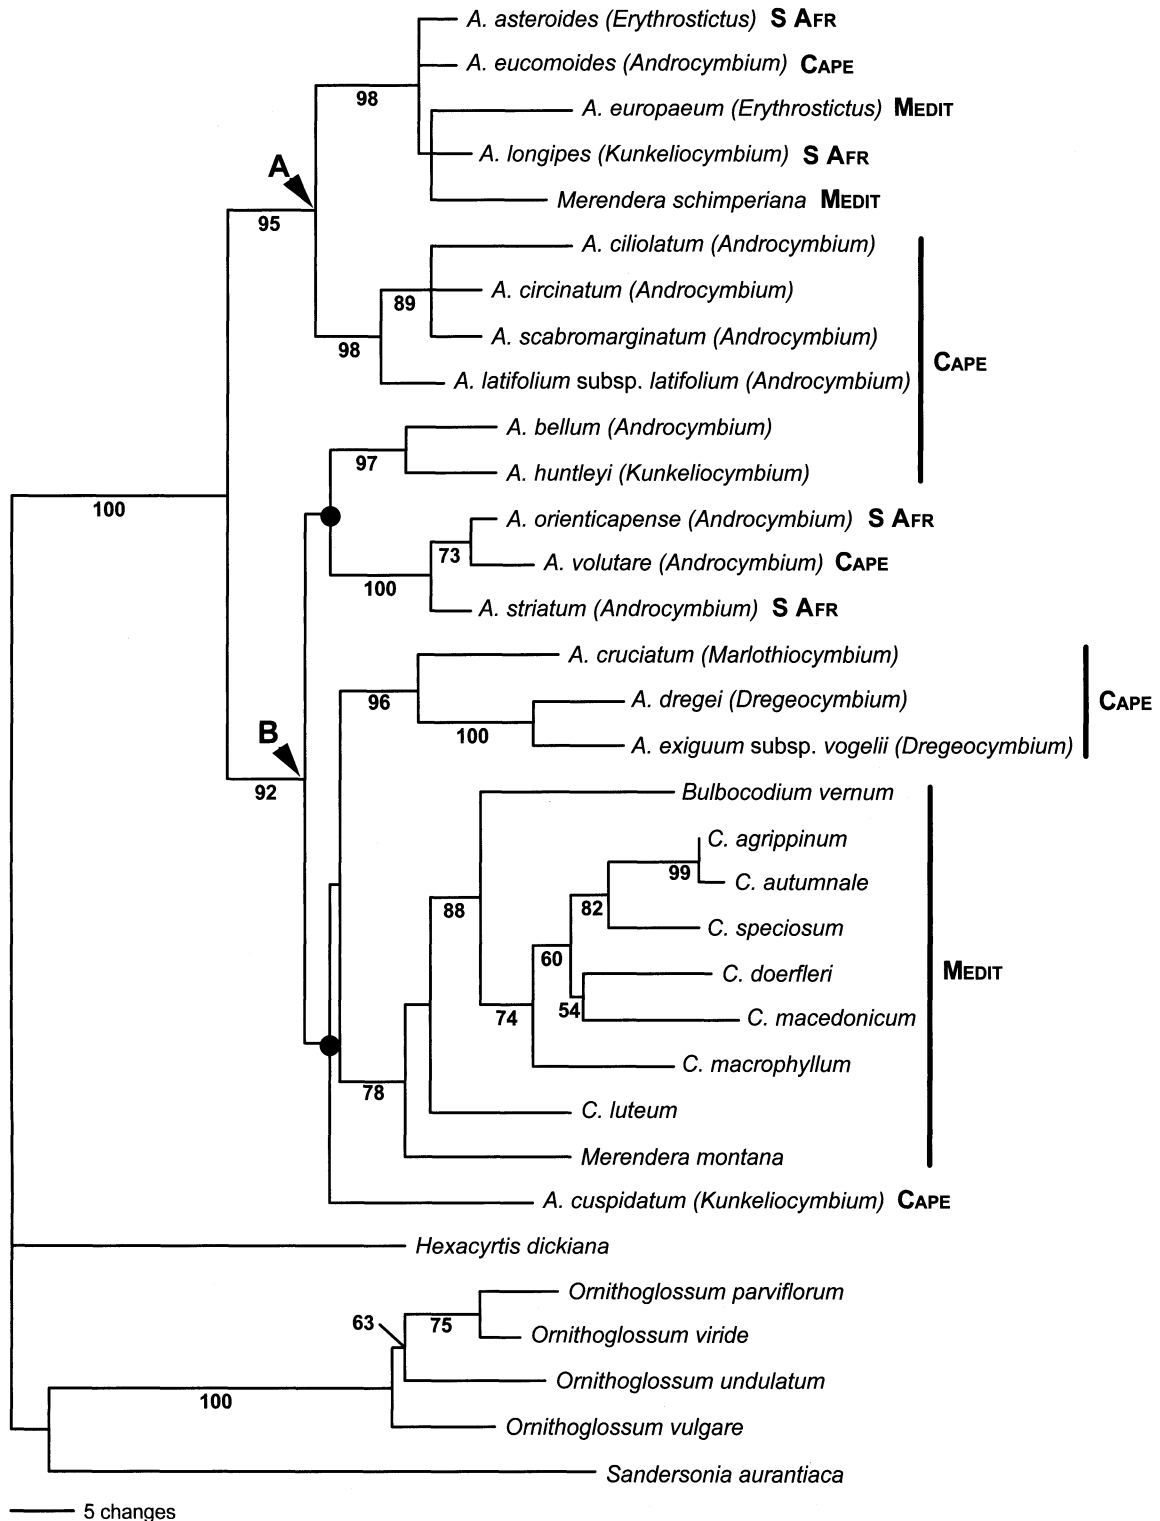 A. asteroides (Erythrostictus) S AFR
A. eucomoides (Androcymbium) CAPE
98
A. europaeum (Erythrostictus) MEDIT
A. longipes (Kunkeliocymbium) S AFR
A
Merendera schimperiana MEDIT
95
A. ciliolatum (Androcymbium)
A. circinatum (Androcymbium)
89
A. scabromarginatum (Androcymbium)
98
CAPE
A. latifolium subsp. latifolium (Androcymbium)
A. bellum (Androcymbium)
97
A. huntleyi (Kunkeliocymbium)
100
A. orienticapense (Androcymbium) S AFR
73
A. volutare (Androcymbium) CAPE
100
A. striatum (Androcymbium) S AFR
A. cruciatum (Marlothiocymbium)
96
A. dregei (Dregeocymbium)
CAPE
100
B
A. exiguum subsp. vogelii (Dregeocymbium)
92
Bulbocodium vernum
C. agrippinum
99
C. autumnale
88
82
C. speciosum
60
C. doerfleri
MEDIT
54
74
C. macedonicum
C. macrophyllum
78
C. luteum
Merendera montana
A. cuspidatum (Kunkeliocymbium) CAPE
Hexacyrtis dickiana
Ornithoglossum parviflorum
63
75
Ornithoglossum viride
Ornithoglossum undulatum
100
Ornithoglossum vulgare
Sandersonia aurantiaca
5 changes